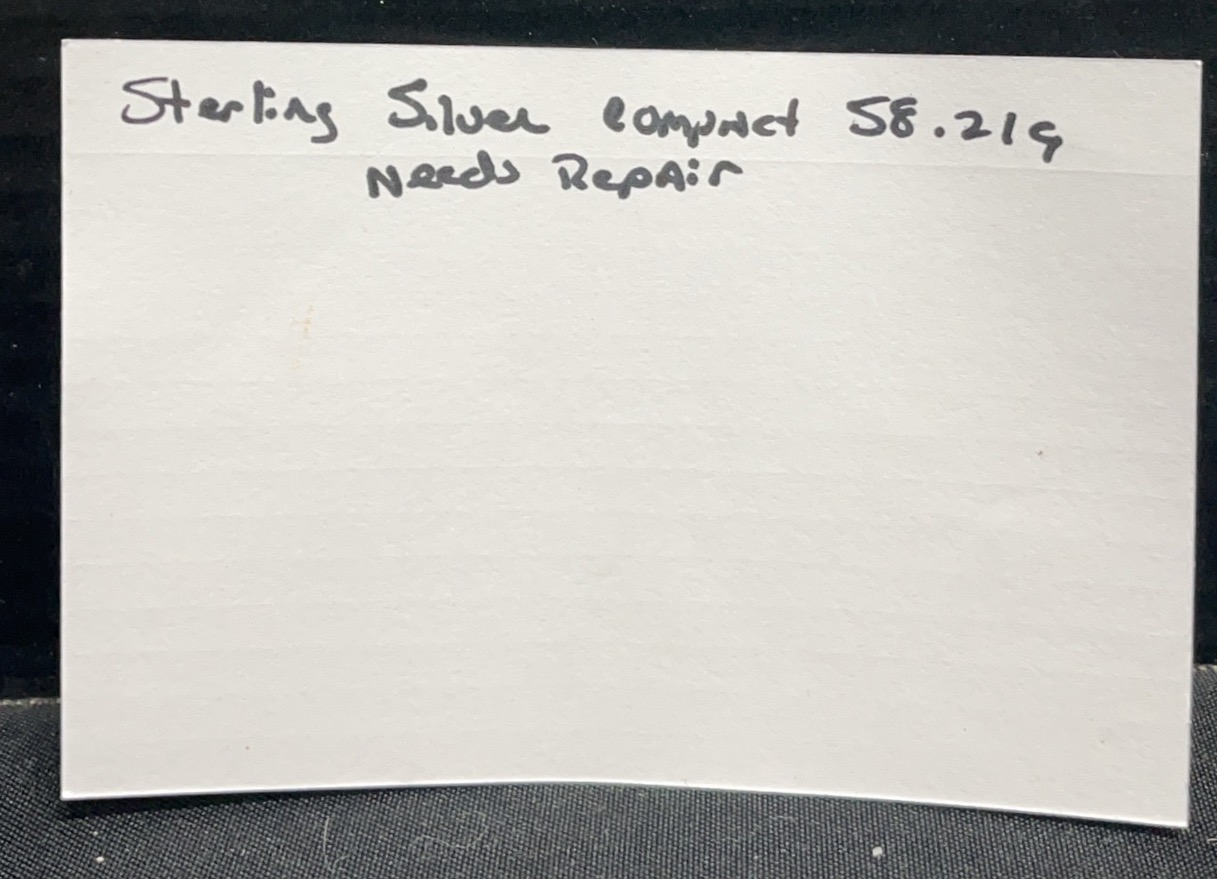 Sterling Silver compact 58.21g
Needs Repair